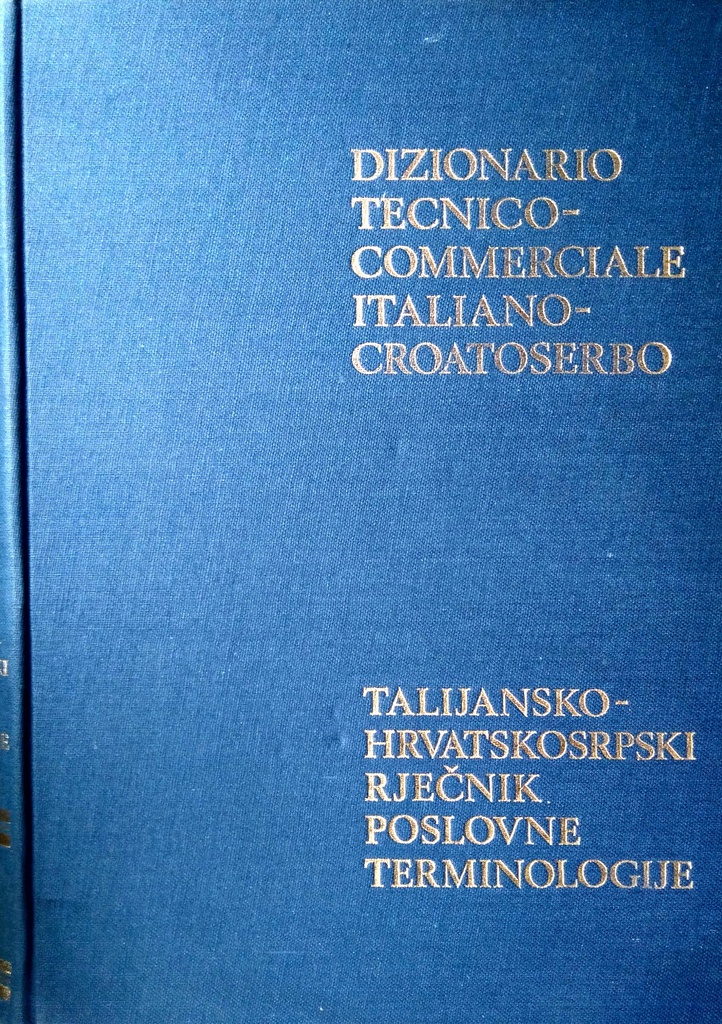 DIZIONARIO
TECNICO-
COMMERCIALE
ITALIANO-
CROATOSERBO
TALIJANSKO-
HRVATSKOSRPSKI
RJEČNIK
POSLOVNE
TERMINOLOGIJE